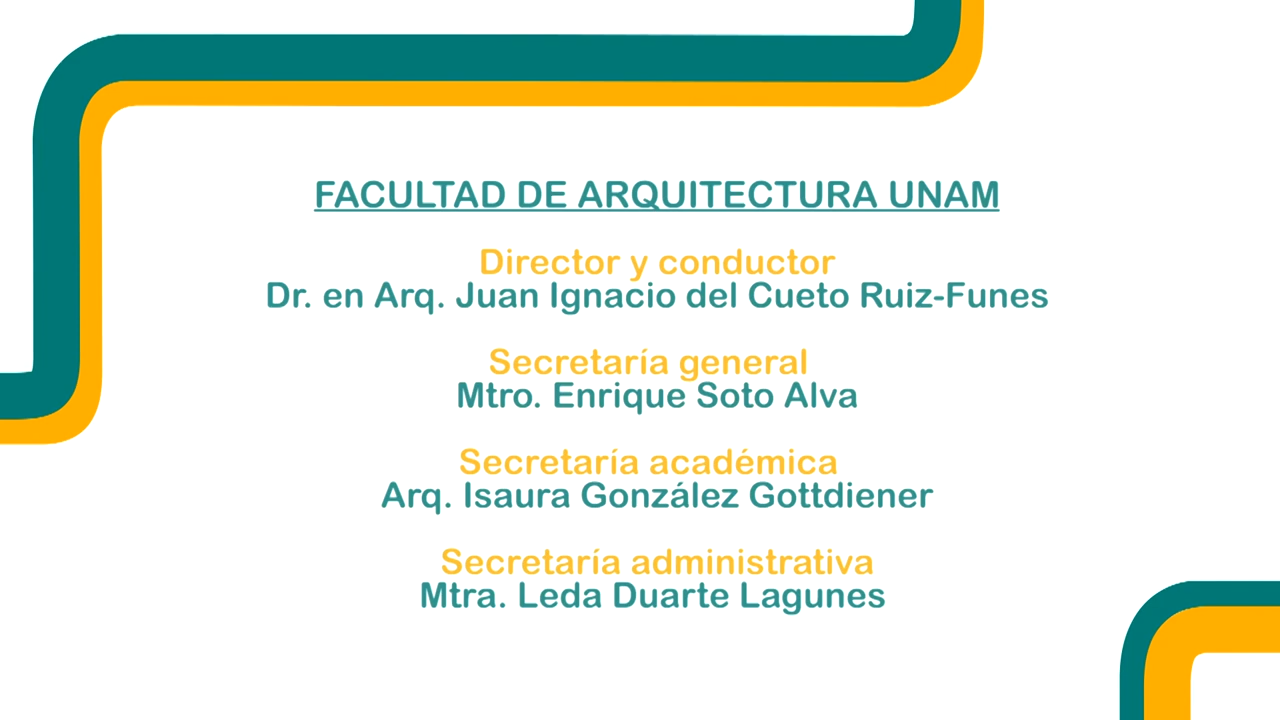 FACULTAD DE ARQUITECTURA UNAM
Director y conductor
Dr. en Arq. Juan Ignacio del Cueto Ruiz-Funes
Secretaría general
Mtro. Enrique Soto Alva
Secretaría académica
Arq. Isaura González Gottdiener
Secretaría administrativa
Mtra. Leda Duarte Lagunes